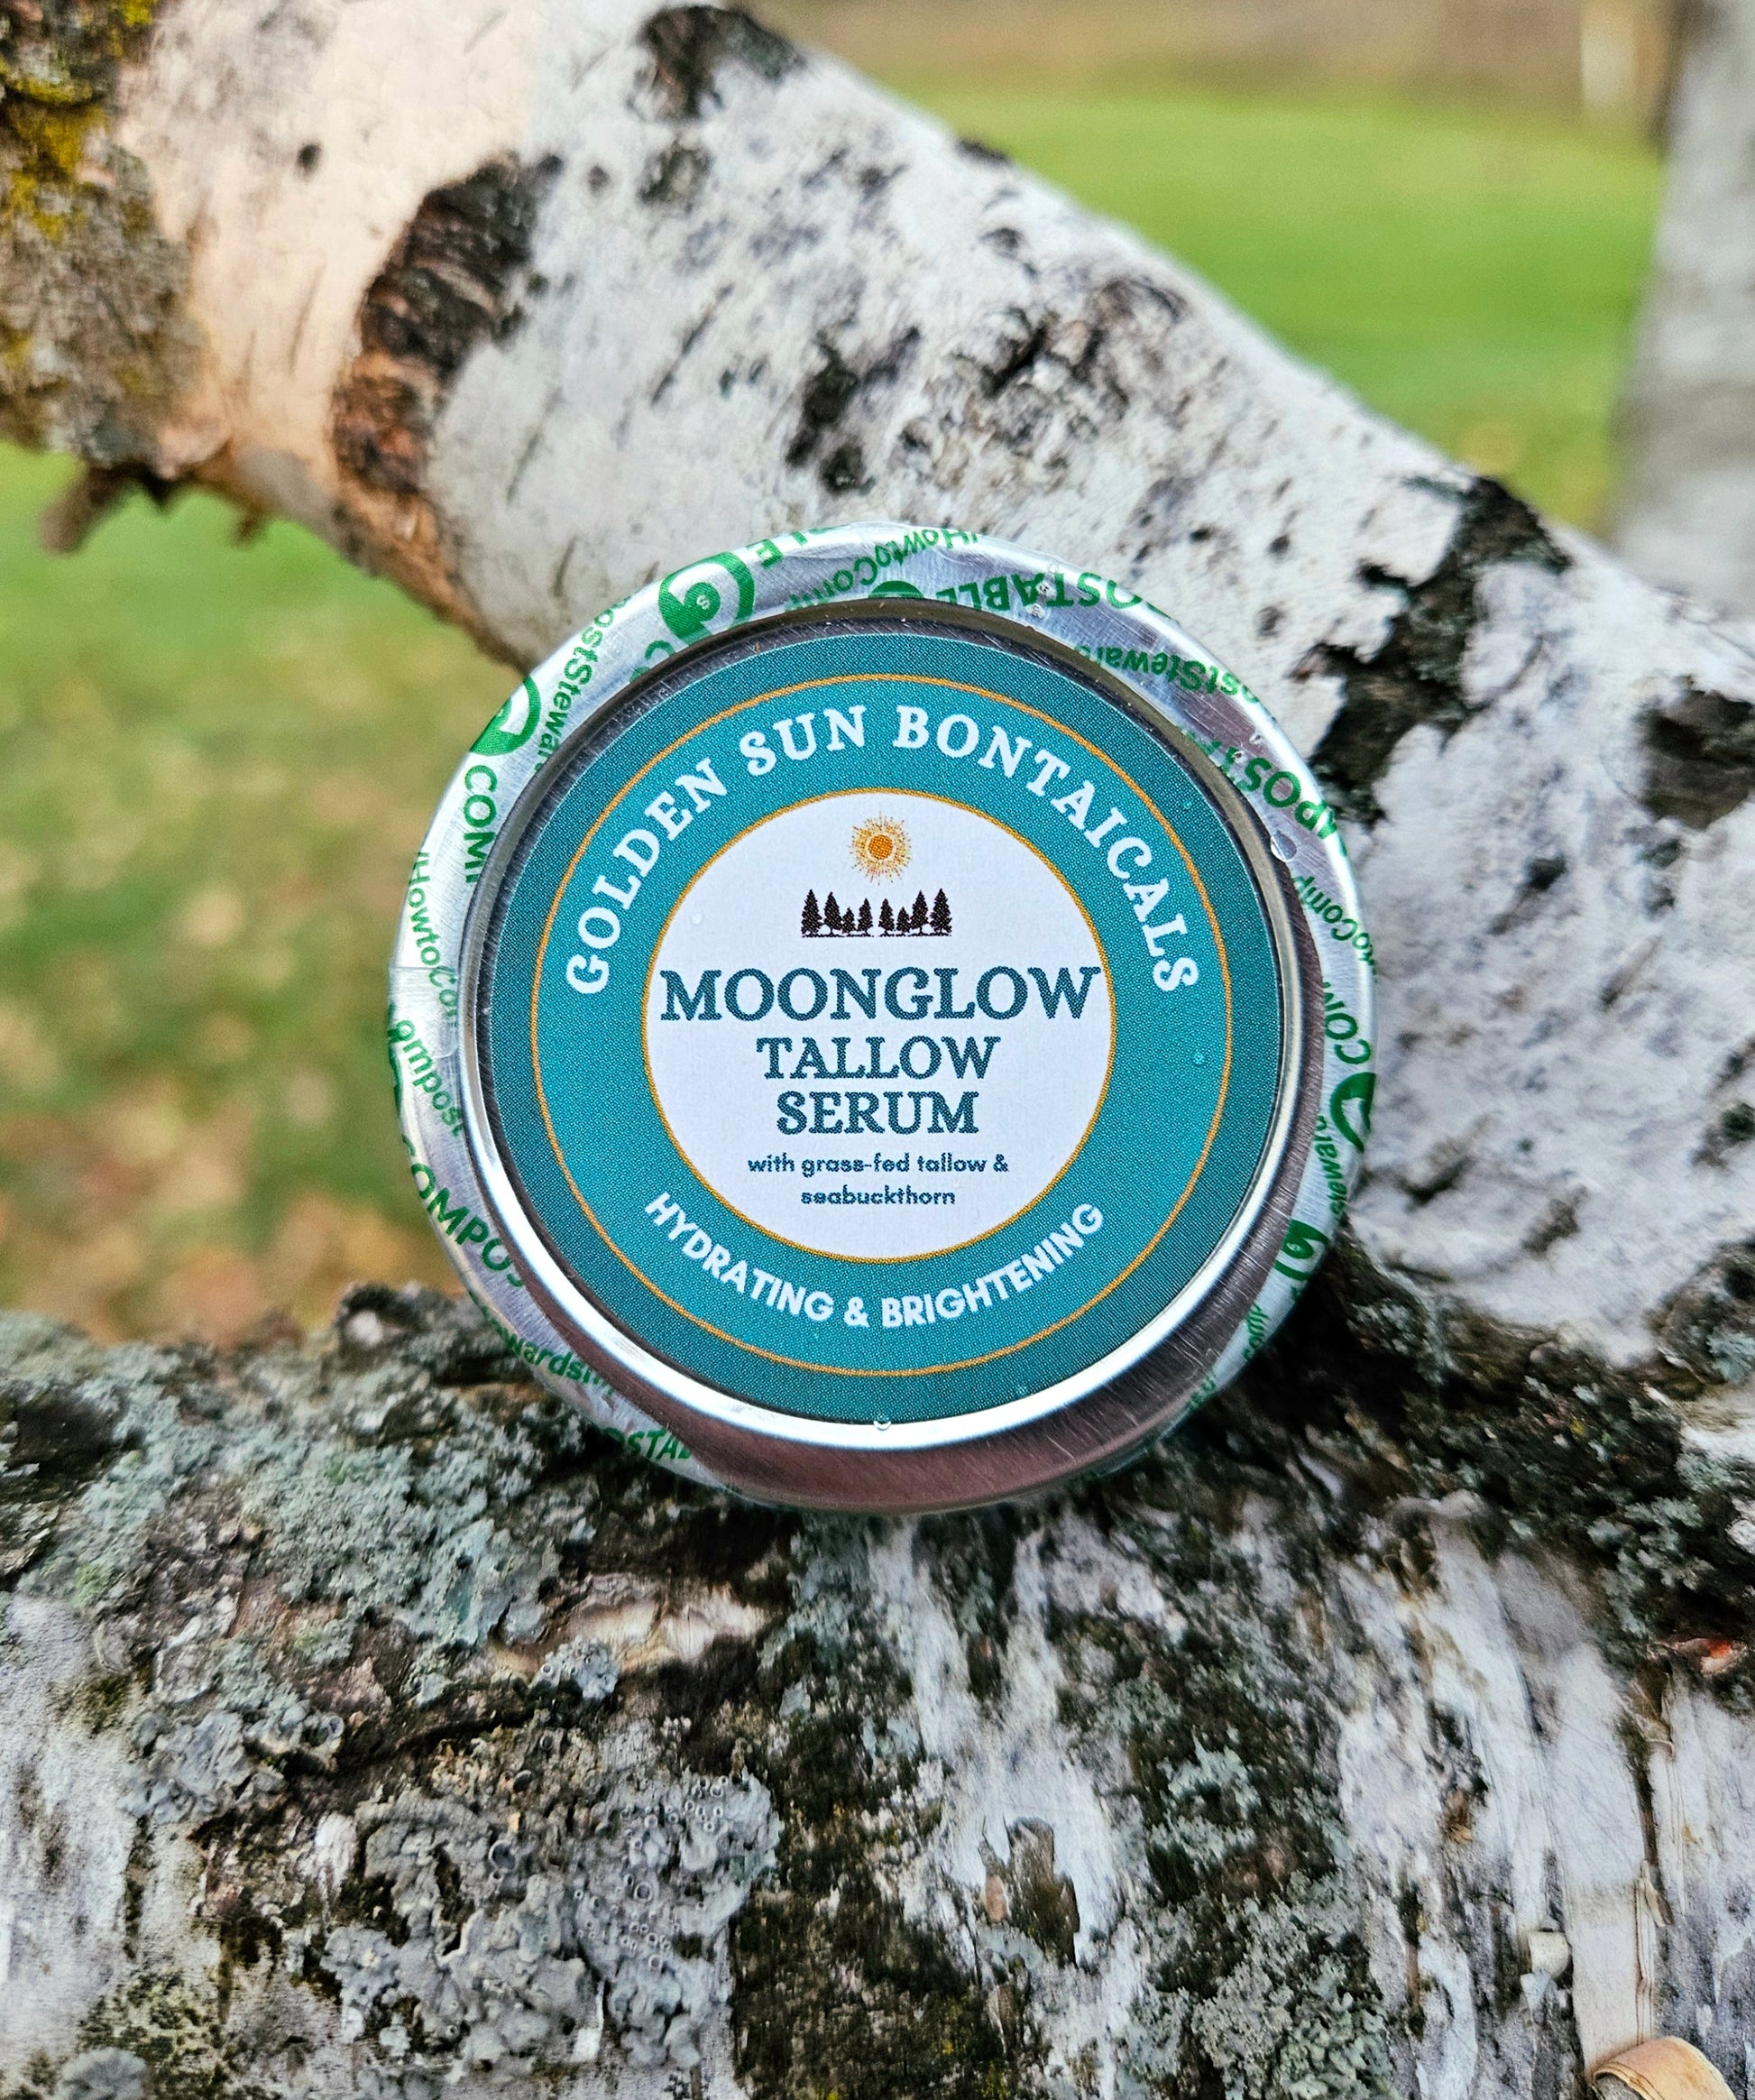 GOLDEN SUN BONTAICALS
MOONGLOW
TALLOW
SERUM
with grass-fed tallow &
seabuckthorn
HYDRATING & BRIGHTENING